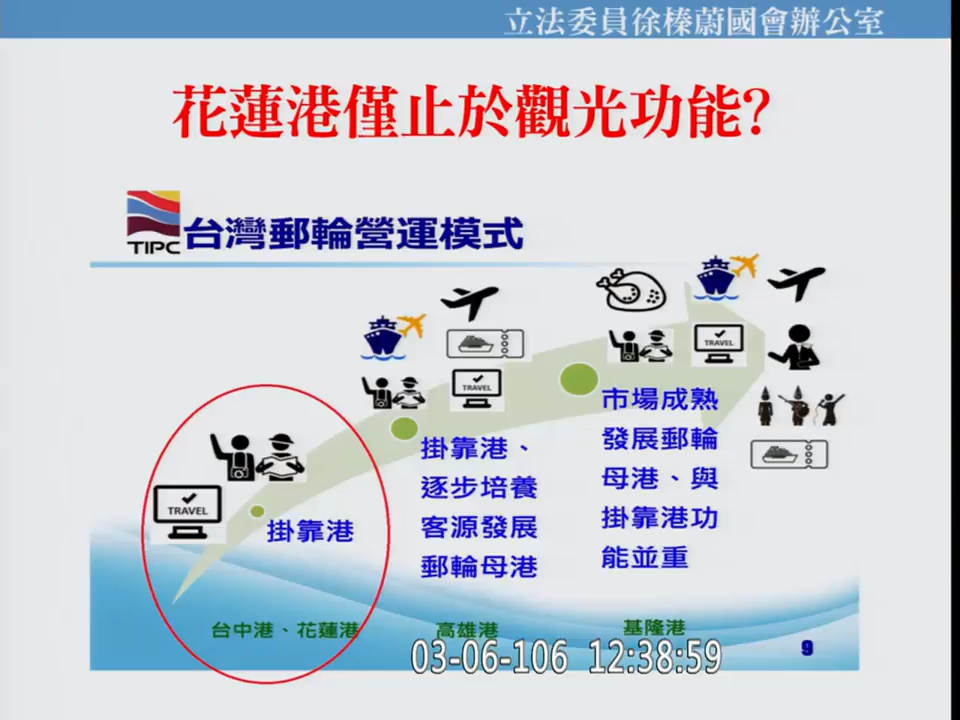 立法委員徐榛蔚國會辦公室
花蓮港僅止於觀光功能?
TIPC
台灣郵輪營運模式
TRAVEL
掛靠港
台中港、花蓮港
TRAVEL
掛靠港、
逐步培養
客源發展
郵輪母港
高雄港
TRAVEL
市場成熟
發展郵輪
母港、與
掛靠港功
能並重
基隆港
9
03-06-106 12:38:59